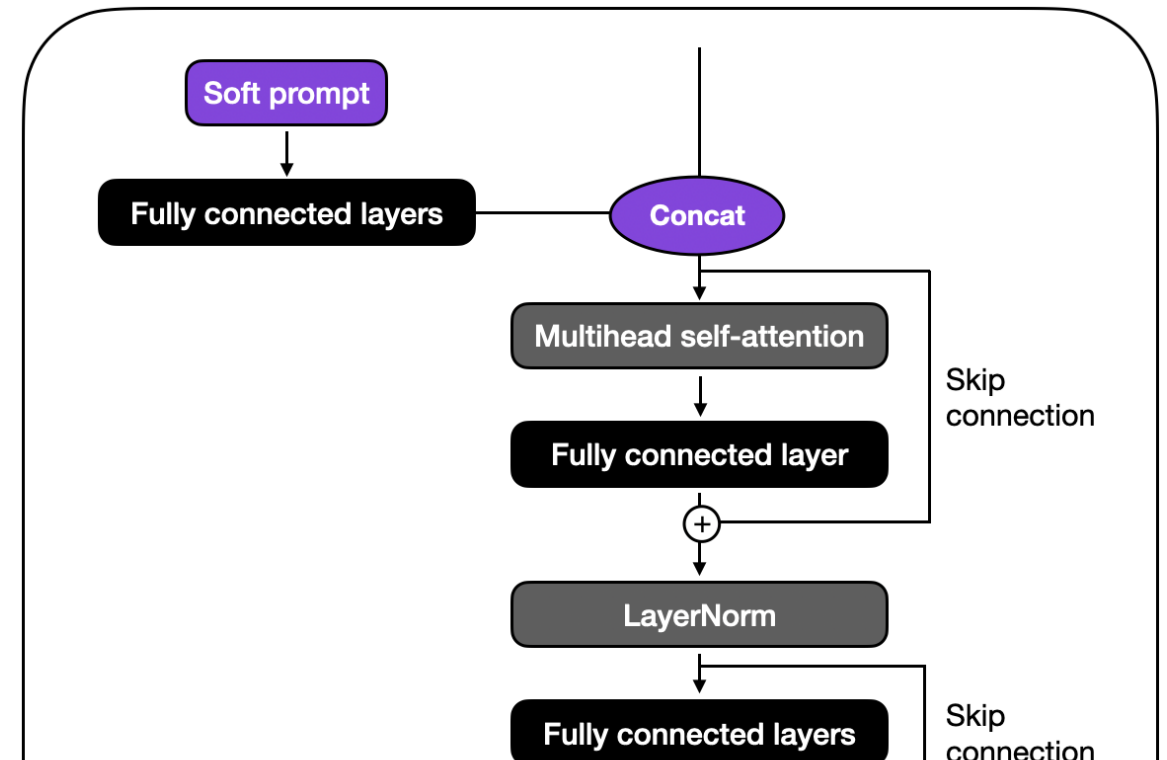 Soft prompt
Fully connected layers
Concat
Multihead self-attention
Skip
connection
Fully connected layer
+
LayerNorm
Fully connected layers
Skip
connection